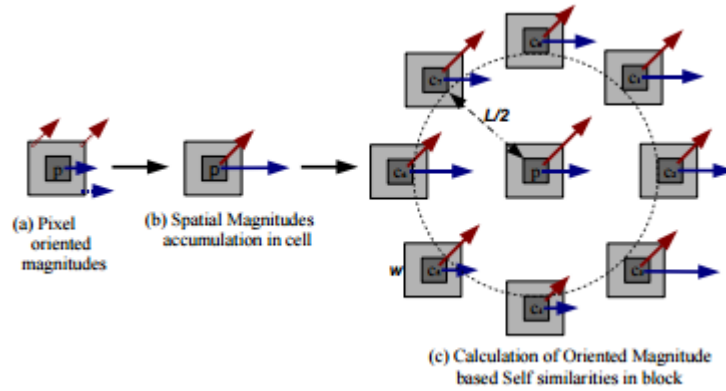 L/2
p
p
p
w
(a) Pixel
oriented
magnitudes
(b) Spatial Magnitudes
accumulation in cell
(c) Calculation of Oriented Magnitude
based Self similarities in block